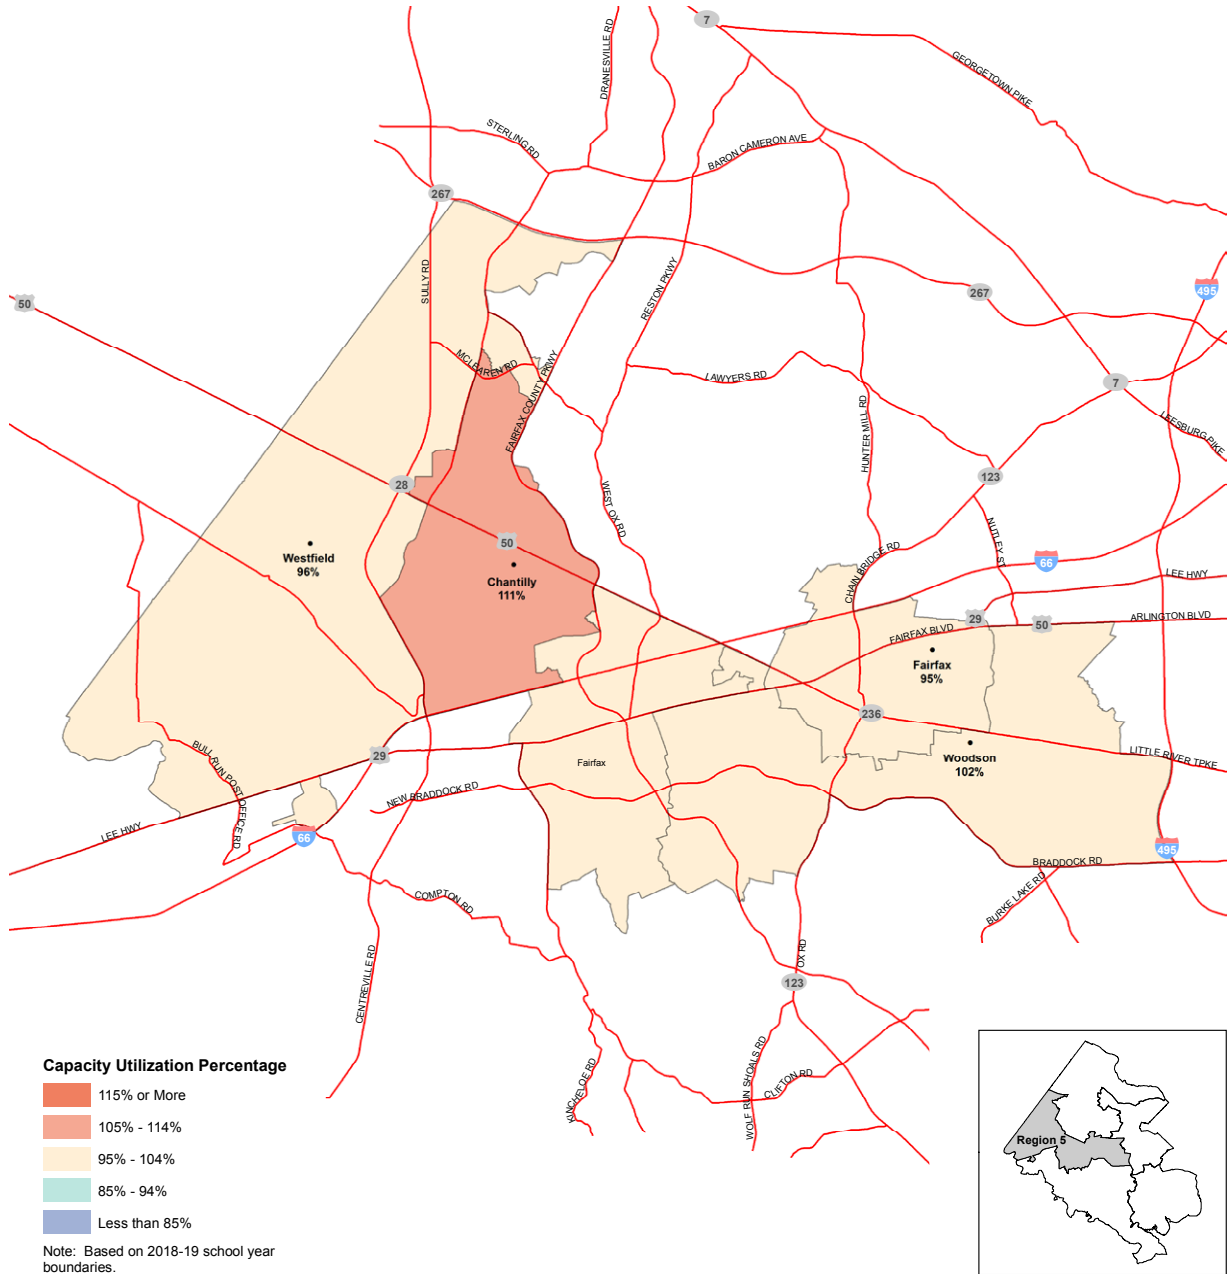 7
GEORGETOWN PIKE
DRANESVILLE RD
STERLING RD
BARON CAMERON AVE
267
SULLY RD
RESTON PKWY
267
495
50
MCLEAREN RD
FAIRFAX COUNTY PKWY
LAWYERS RD
HUNTER MILL RD
7
LEESBURG PIKE
28
WEST OX RD
123
NUTLEY ST
50
Westfield
96%
Chantilly
111%
CHAIN BRIDGE RD
66
LEE HWY
29
50
ARLINGTON BLVD
FAIRFAX BLVD
Fairfax
95%
236
Woodson
102%
LITTLE RIVER TPKE
BULL RUN POST OFFICE RD
29
Fairfax
NEW BRADDOCK RD
LEE HWY
66
495
BRADDOCK RD
BURKE LAKE RD
COMPTON RD
CENTREVILLE RD
OX RD
123
KINCHELOE RD
WOLF RUN SHOALS RD
CLIFTON RD
Capacity Utilization Percentage
115% or More
105% - 114%
95% - 104%
85% - 94%
Less than 85%
Note:  Based on 2018-19 school year
boundaries.
Region 5